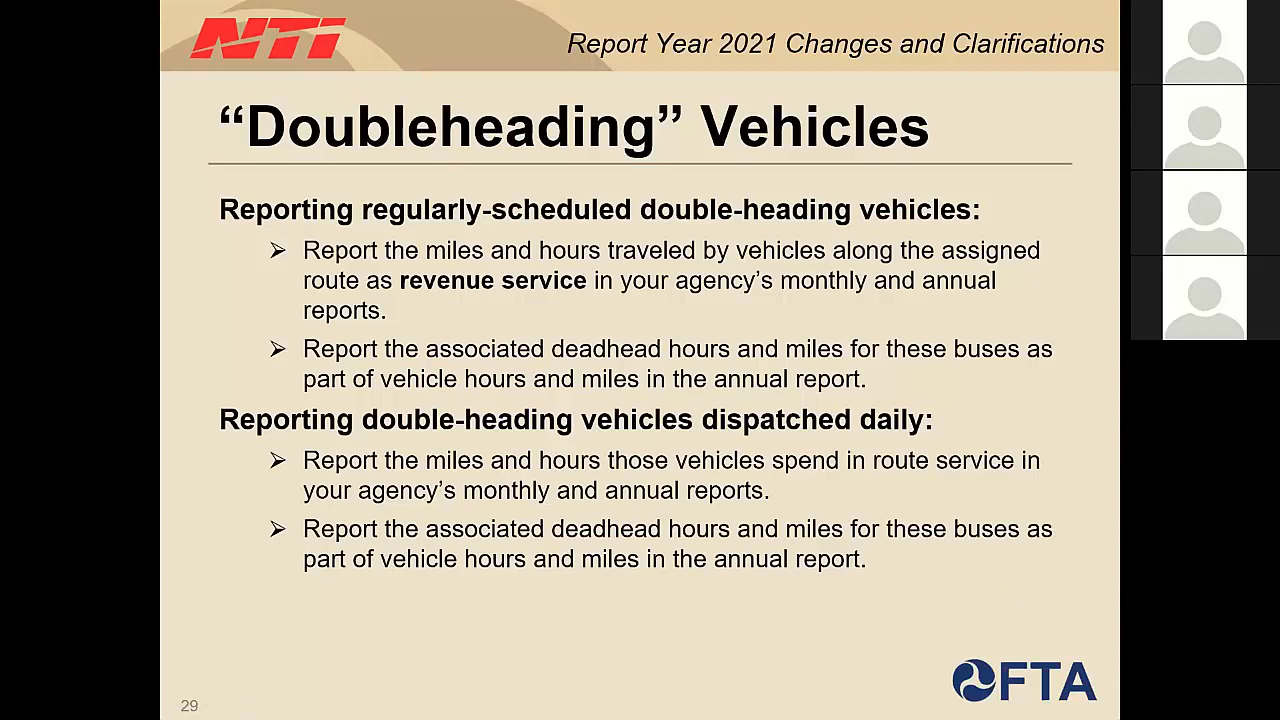 NTI
Report Year 2021 Changes and Clarifications
“Doubleheading” Vehicles
Reporting regularly-scheduled double-heading vehicles:
➢ Report the miles and hours traveled by vehicles along the assigned
route as revenue service in your agency’s monthly and annual
reports.
➢ Report the associated deadhead hours and miles for these buses as
part of vehicle hours and miles in the annual report.
Reporting double-heading vehicles dispatched daily:
➢ Report the miles and hours those vehicles spend in route service in
your agency’s monthly and annual reports.
➢ Report the associated deadhead hours and miles for these buses as
part of vehicle hours and miles in the annual report.
FTA
29